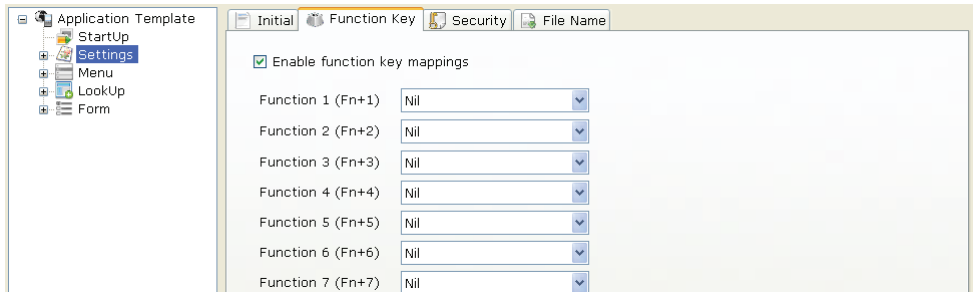 Application Template
StartUp
Settings
Menu
LookUp
Form
Initial Function Key Security File Name
Enable function key mappings
Function 1 (Fn+1) Nil
Function 2 (Fn+2) Nil
Function 3 (Fn+3) Nil
Function 4 (Fn+4) Nil
Function 5 (Fn+5) Nil
Function 6 (Fn+6) Nil
Function 7 (Fn+7) Nil